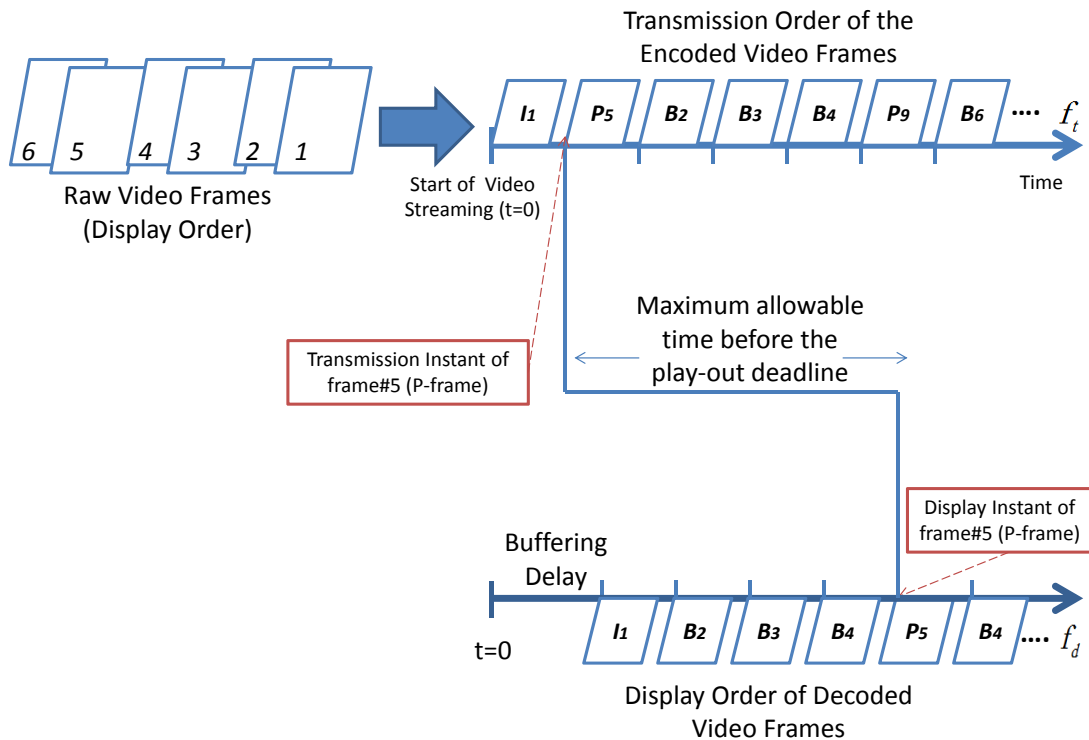 Transmission Order of the
Encoded Video Frames
I1 P5 B2 B3 B4 P9 B6 .... ft
6 5 4 3 2 1
Raw Video Frames
(Display Order)
Start of Video
Streaming (t=0)
Time
Maximum allowable
time before the
play-out deadline
Transmission Instant of
frame#5 (P-frame)
Display Instant of
frame#5 (P-frame)
Buffering
Delay
t=0
I1 B2 B3 B4 P5 B4 .... fd
Display Order of Decoded
Video Frames